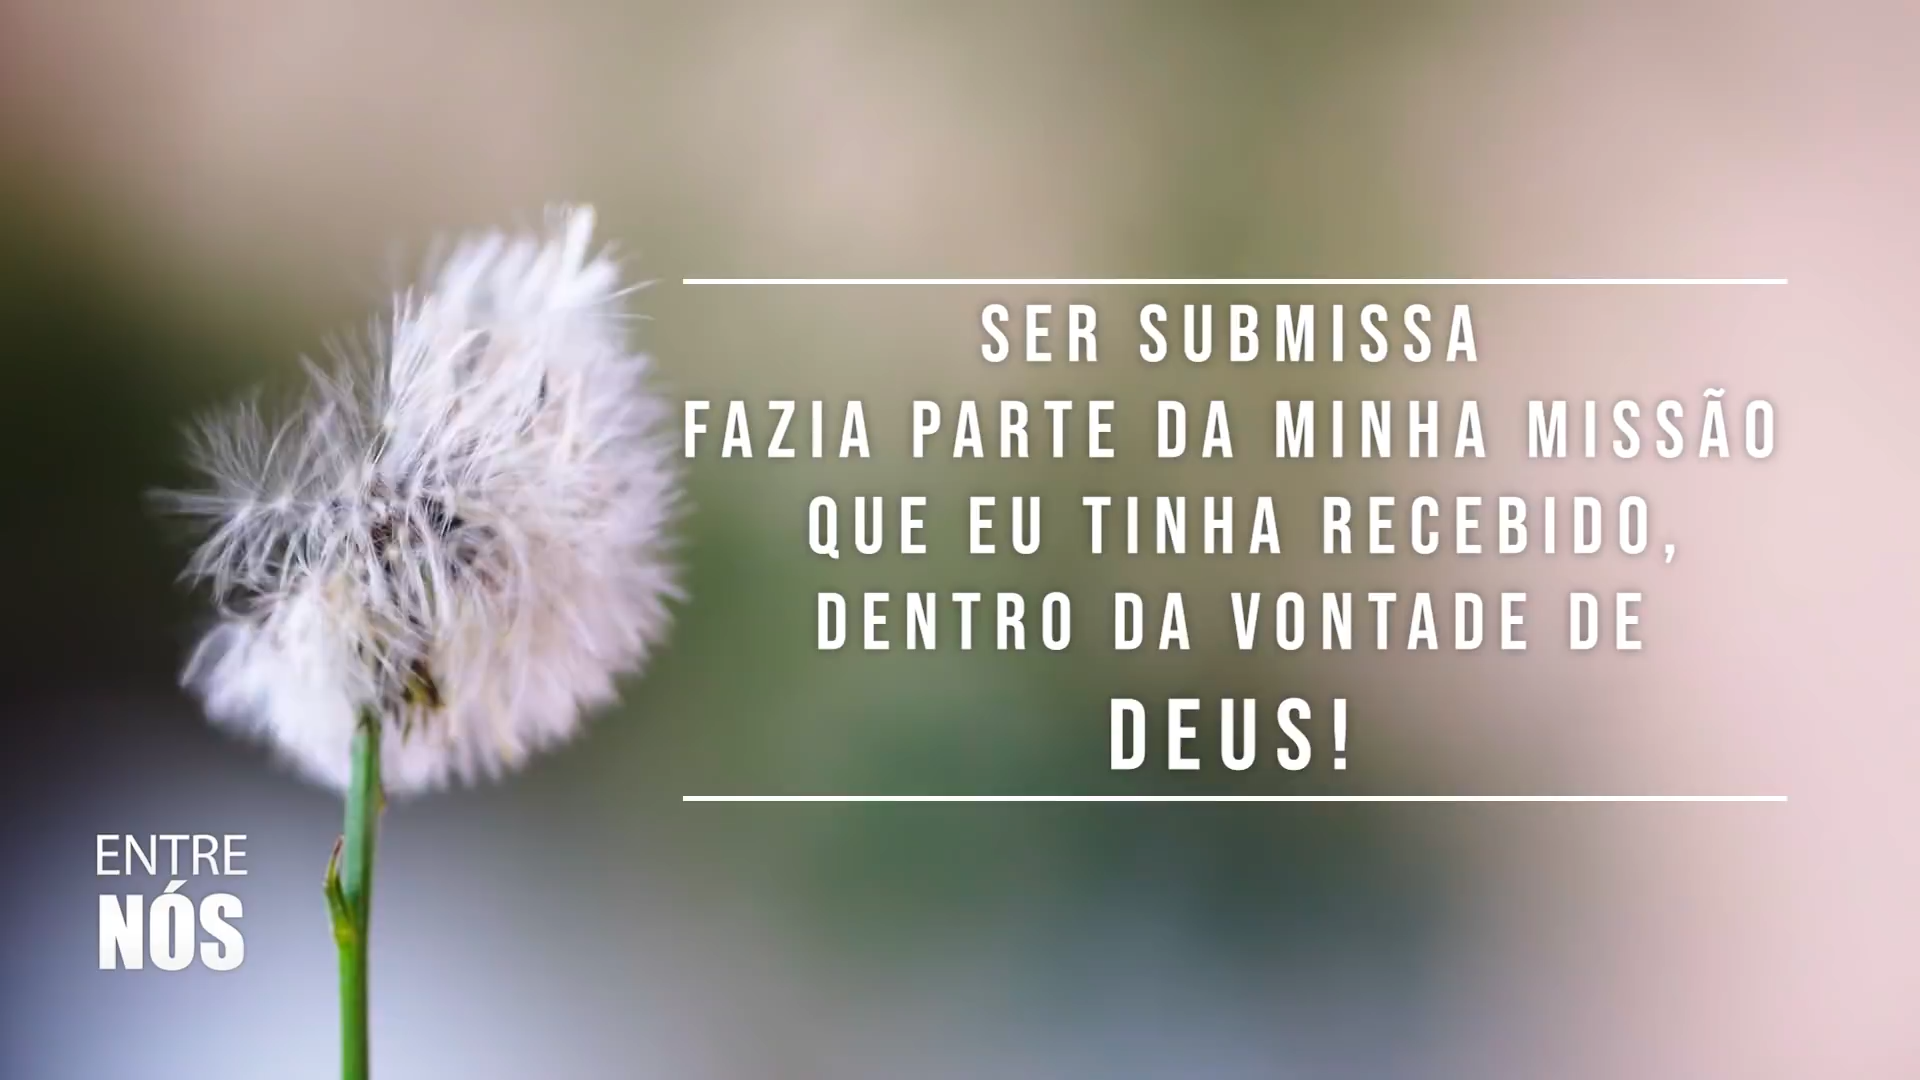 SER SUBMISSA
FAZIA PARTE DA MINHA MISSÃO
QUE EU TINHA RECEBIDO,
DENTRO DA VONTADE DE
DEUS!
ENTRE
NÓS